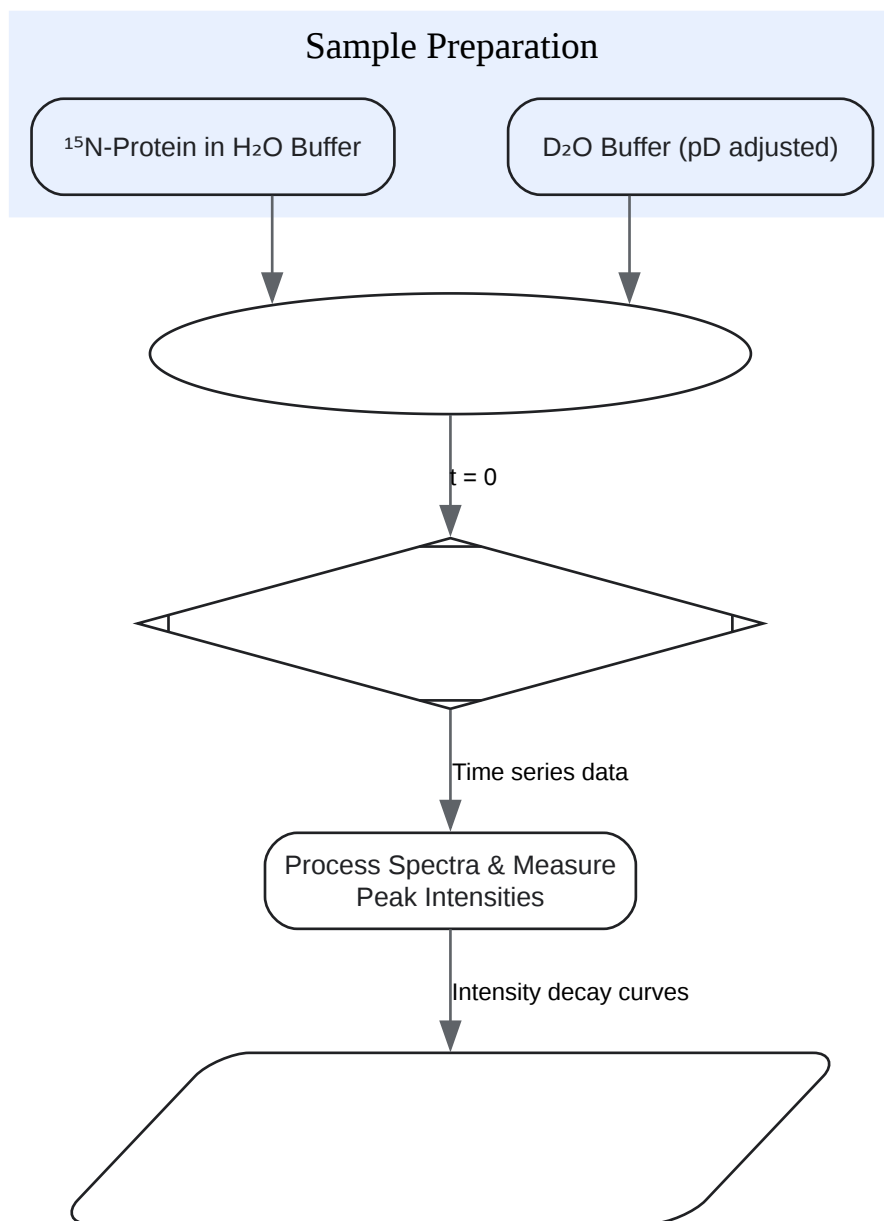 Sample Preparation
¹⁵N-Protein in H₂O Buffer
D₂O Buffer (pD adjusted)
t = 0
Time series data
Process Spectra & Measure
Peak Intensities
Intensity decay curves